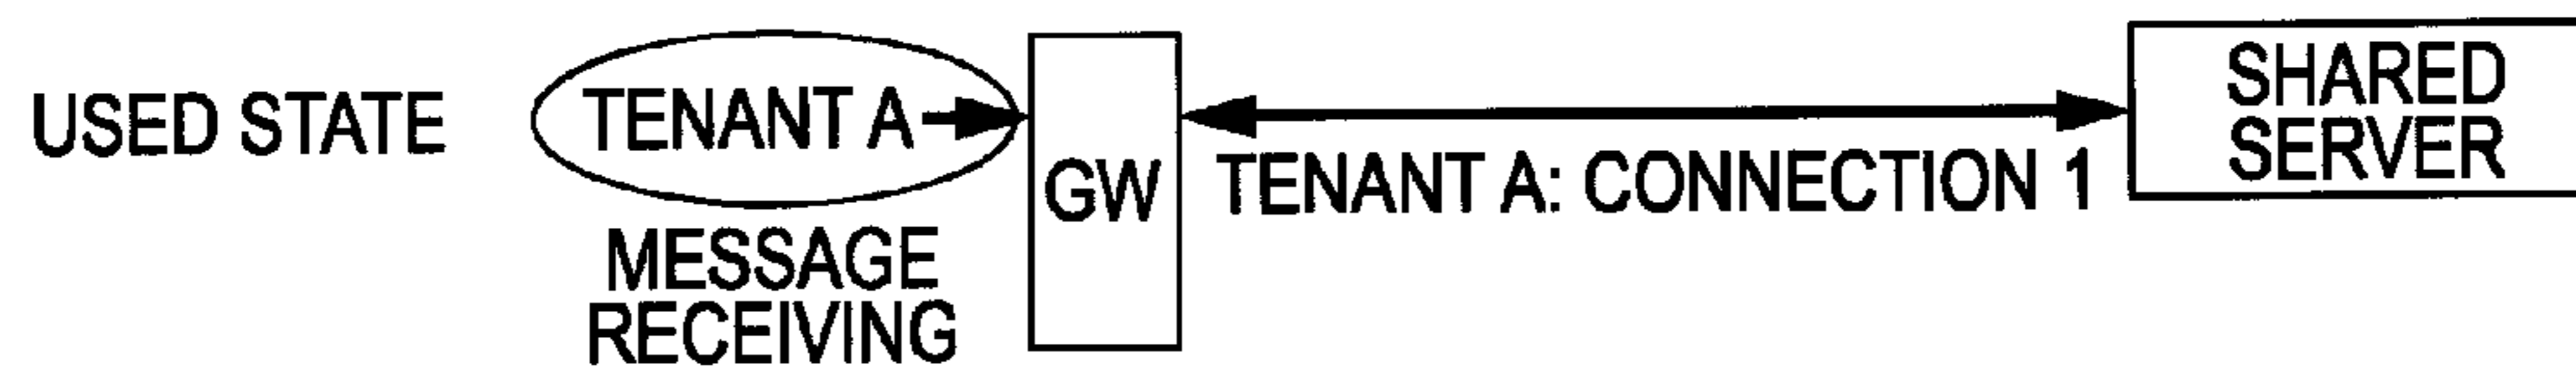 USED STATE
TENANT A
MESSAGE
RECEIVING
GW
TENANT A: CONNECTION 1
SHARED
SERVER